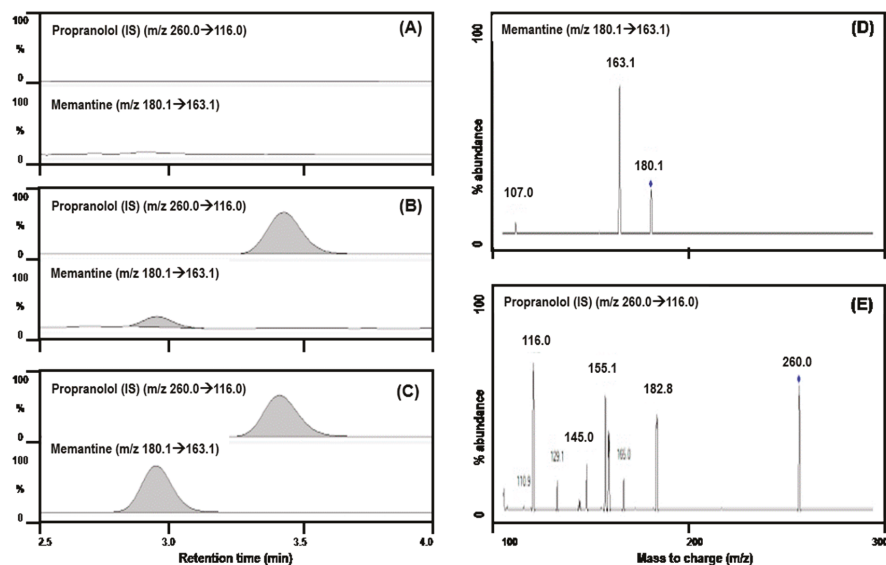 100
Propranolol (IS) (m/z 260.0→116.0)
(A)
%
0
100
Memantine (m/z 180.1→163.1)
%
0
100
Propranolol (IS) (m/z 260.0→116.0)
(B)
%
0
100
Memantine (m/z 180.1→163.1)
%
0
100
Propranolol (IS) (m/z 260.0→116.0)
(C)
%
0
100
Memantine (m/z 180.1→163.1)
%
0
2.5 3.0 3.5 4.0
Retention time (min)
100
Memantine (m/z 180.1→163.1)
(D)
163.1
180.1
107.0
% abundance
0
100
Propranolol (IS) (m/z 260.0→116.0)
(E)
116.0
155.1
260.0
182.8
145.0
129.1
165.0
110.9
% abundance
0
100 200 300
Mass to charge (m/z)